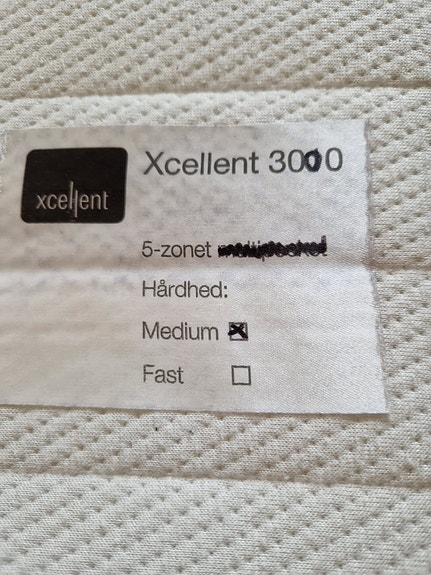 xcellent
Xcellent 3000
5-zonet
Hårdhed:
Medium
Fast